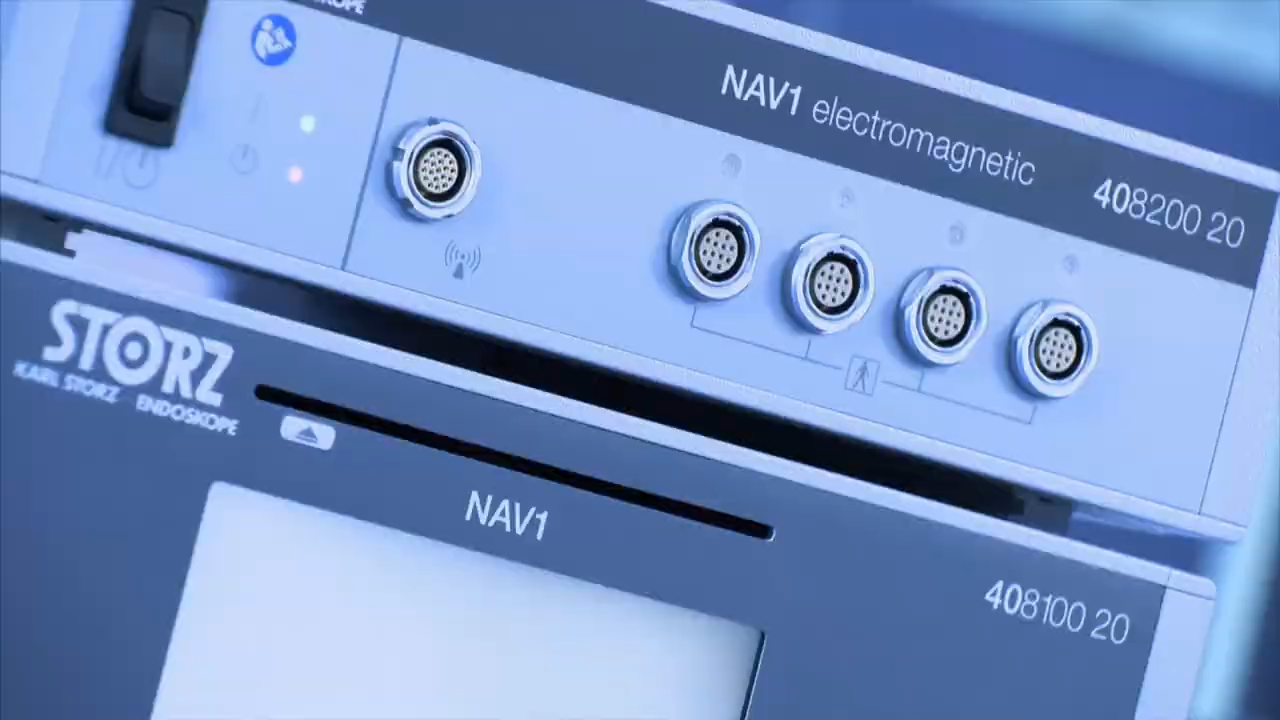 NAV1 electromagnetic
408200 20
STORZ
KARL STORZ ENDOSKOPE
NAV1
408100 20